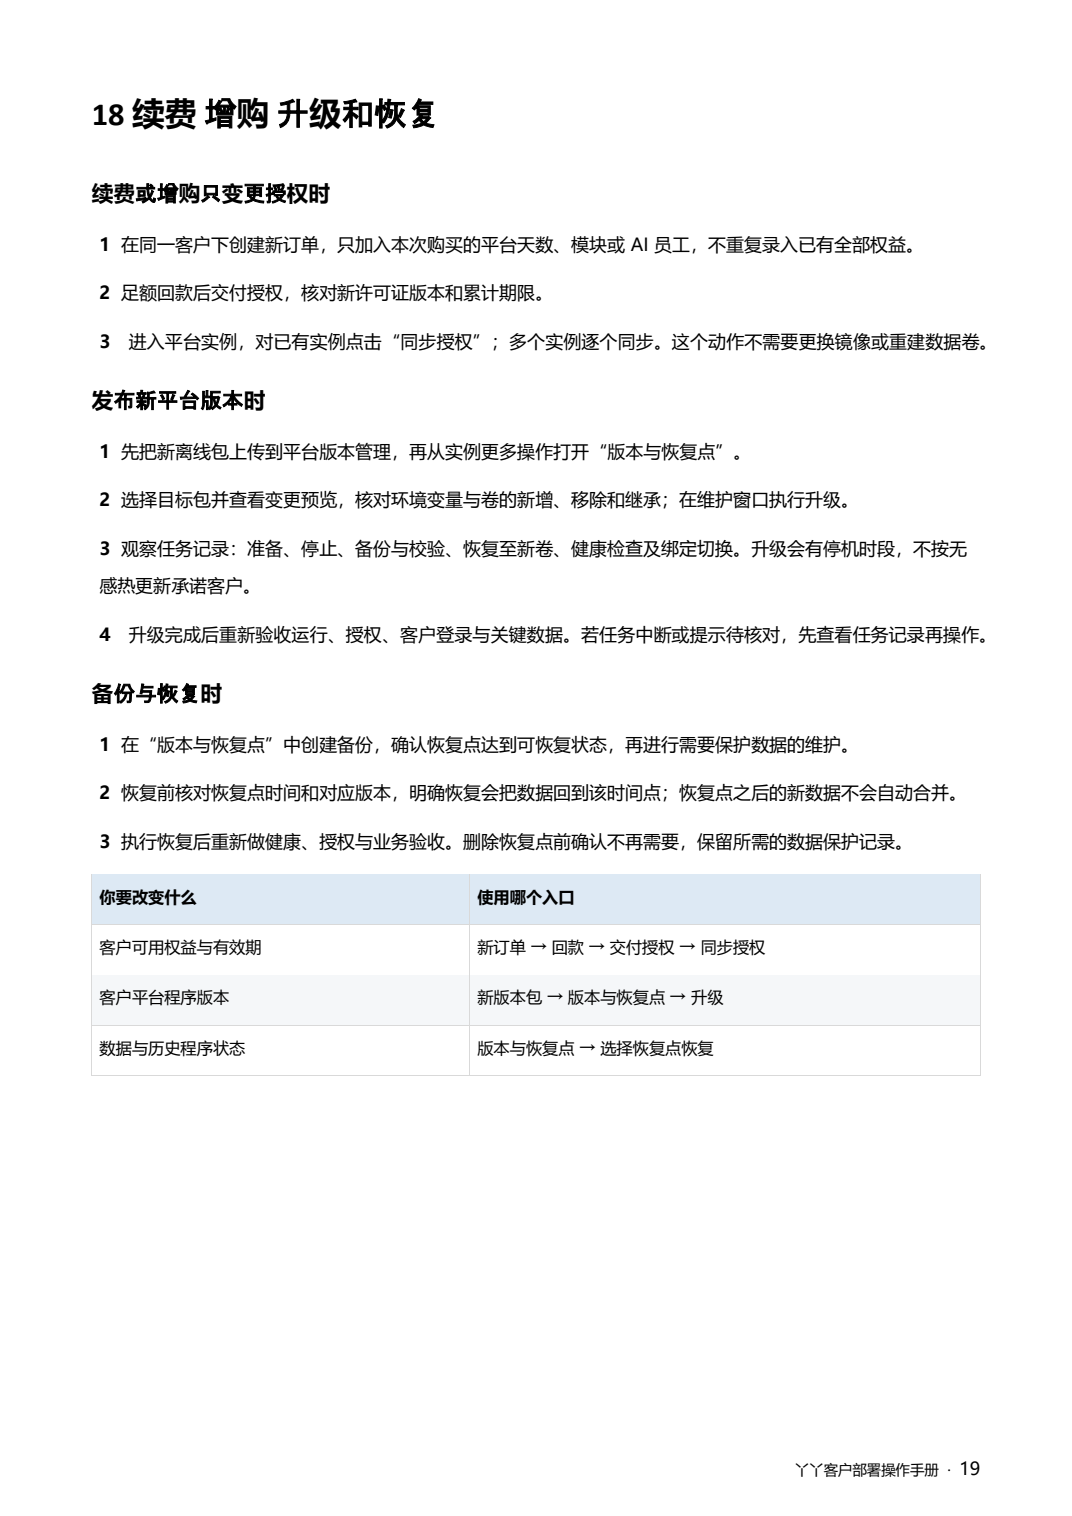 18 续费 增购 升级和恢复
续费或增购只变更授权时
1 在同一客户下创建新订单，只加入本次购买的平台天数、模块或 AI 员工，不重复录入已有全部权益。
2 足额回款后交付授权，核对新许可证版本和累计期限。
3 进入平台实例，对已有实例点击“同步授权”；多个实例逐个同步。这个动作不需要更换镜像或重建数据卷。
发布新平台版本时
1 先把新离线包上传到平台版本管理，再从实例更多操作打开“版本与恢复点”。
2 选择目标包并查看变更预览，核对环境变量与卷的新增、移除和继承；在维护窗口执行升级。
3 观察任务记录：准备、停止、备份与校验、恢复至新卷、健康检查及绑定切换。升级会有停机时段，不按无
感热更新承诺客户。
4 升级完成后重新验收运行、授权、客户登录与关键数据。若任务中断或提示待核对，先查看任务记录再操作。
备份与恢复时
1 在“版本与恢复点”中创建备份，确认恢复点达到可恢复状态，再进行需要保护数据的维护。
2 恢复前核对恢复点时间和对应版本，明确恢复会把数据回到该时间点；恢复点之后的新数据不会自动合并。
3 执行恢复后重新做健康、授权与业务验收。删除恢复点前确认不再需要，保留所需的数据保护记录。
你要改变什么 使用哪个入口
客户可用权益与有效期 新订单 → 回款 → 交付授权 → 同步授权
客户平台程序版本 新版本包 → 版本与恢复点 → 升级
数据与历史程序状态 版本与恢复点 → 选择恢复点恢复
丫丫客户部署操作手册 · 19